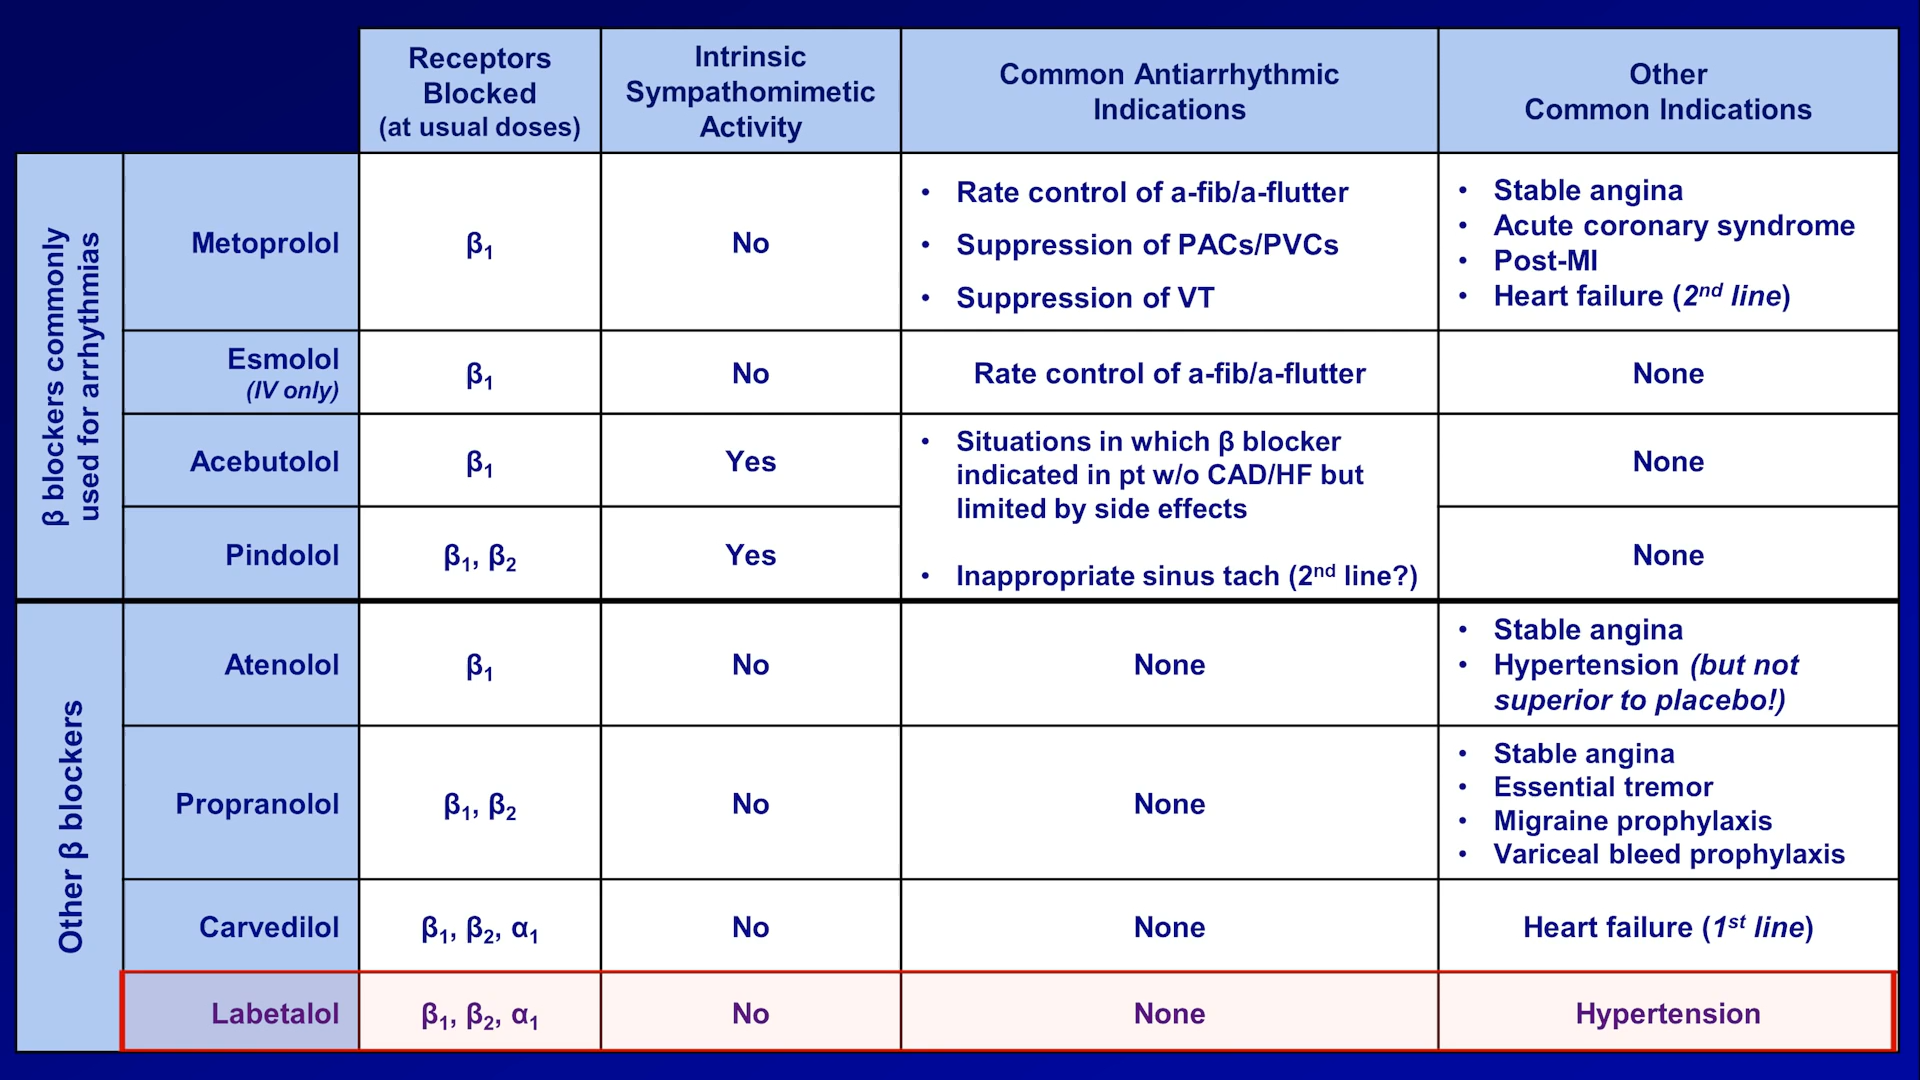 Receptors
Blocked
(at usual doses)
Intrinsic
Sympathomimetic
Activity
Common Antiarrhythmic
Indications
Other
Common Indications
β blockers commonly
used for arrhythmias
Metoprolol
β1
No
• Rate control of a-fib/a-flutter
• Suppression of PACs/PVCs
• Suppression of VT
• Stable angina
• Acute coronary syndrome
• Post-MI
• Heart failure (2nd line)
Esmolol
(IV only)
β1
No
Rate control of a-fib/a-flutter
None
Acebutolol
β1
Yes
• Situations in which β blocker
indicated in pt w/o CAD/HF but
limited by side effects
• Inappropriate sinus tach (2nd line?)
None
Pindolol
β1, β2
Yes
None
Other β blockers
Atenolol
β1
No
None
• Stable angina
• Hypertension (but not
superior to placebo!)
Propranolol
β1, β2
No
None
• Stable angina
• Essential tremor
• Migraine prophylaxis
• Variceal bleed prophylaxis
Carvedilol
β1, β2, α1
No
None
Heart failure (1st line)
Labetalol
β1, β2, α1
No
None
Hypertension